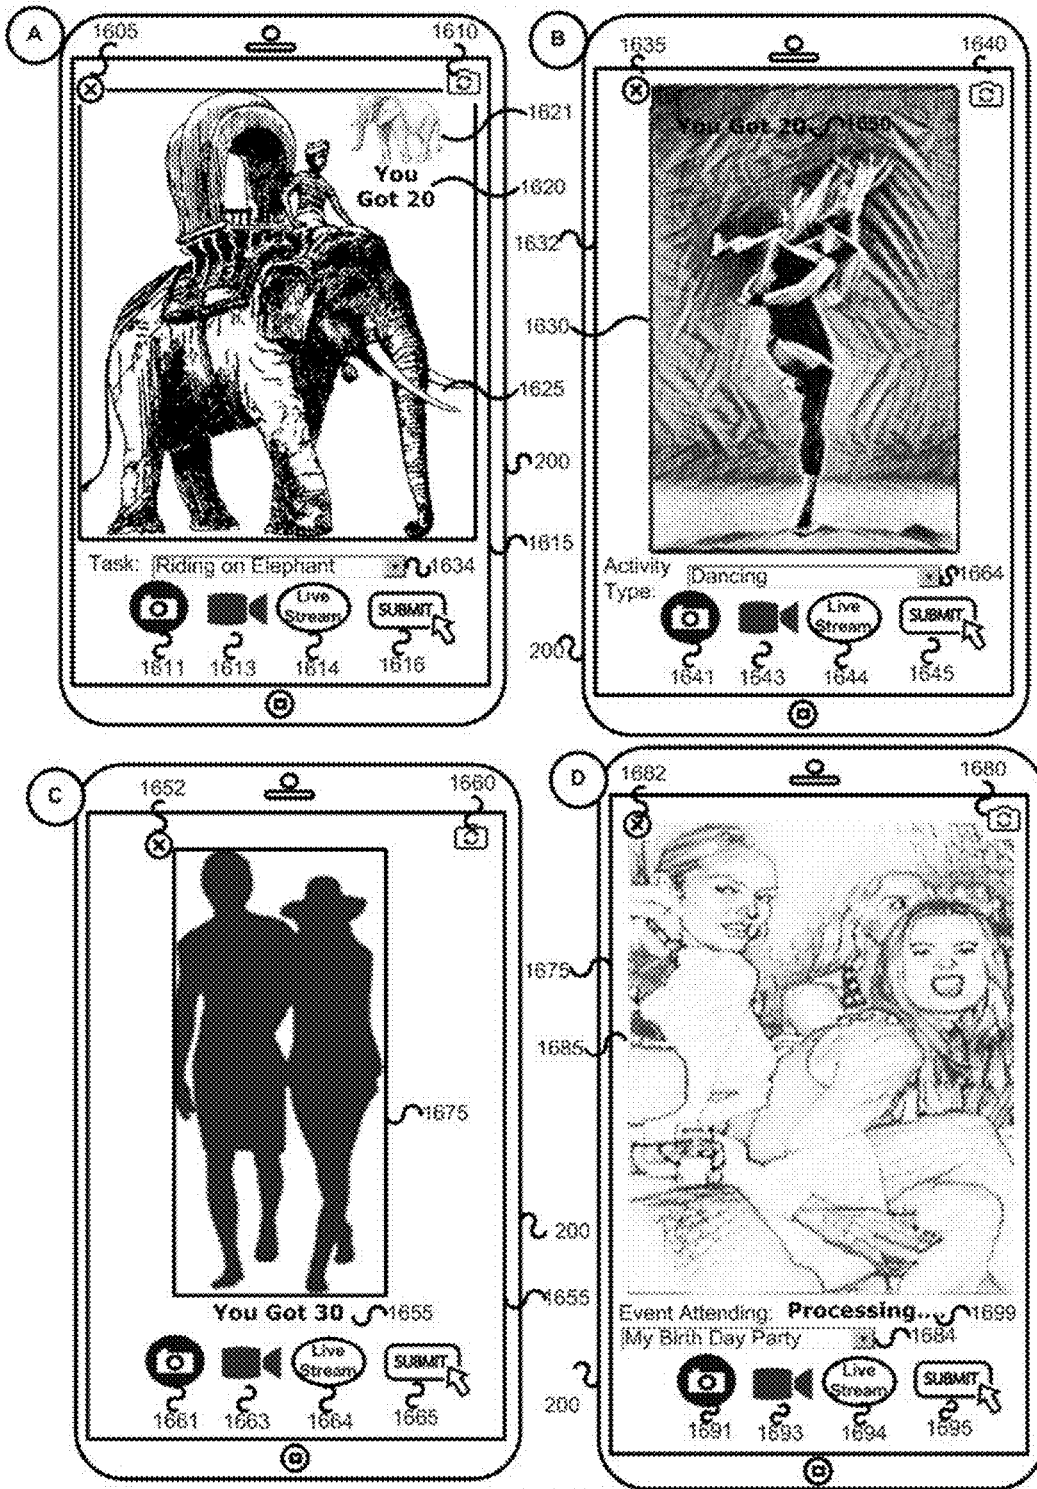 A
1605
1610
1621
You
Got 20
1620
1625
200
1615
Task: Riding on Elephant
1634
Live
Stream
SUBMIT
1611
1613
1614
1616
B
1635
1640
You Got 20
1650
1632
1630
Activity
Type:
Dancing
1664
Live
Stream
SUBMIT
200
1641
1643
1644
1645
C
1652
1660
1675
200
You Got 30
1655
1655
Live
Stream
SUBMIT
1661
1663
1664
1665
D
1682
1680
1675
1685
Event Attending: Processing...
1699
My Birth Day Party
1684
Live
Stream
SUBMIT
200
1691
1693
1694
1695